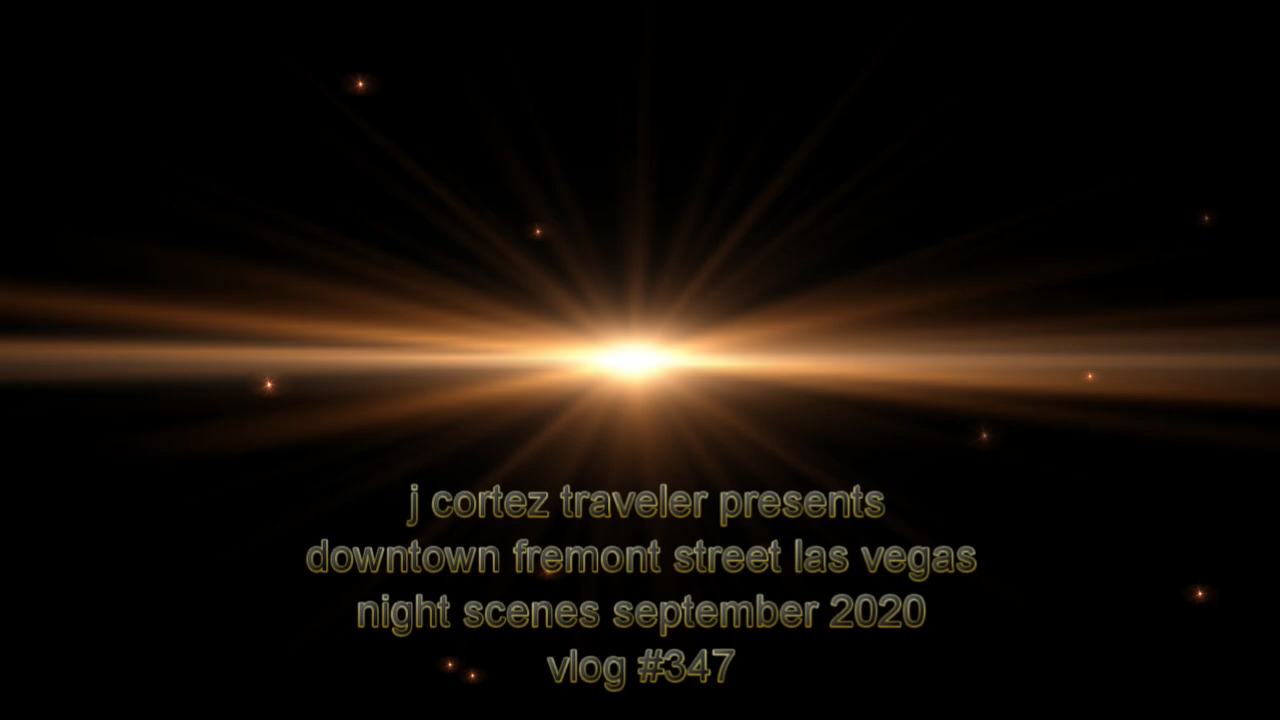 j cortez traveler presents
downtown fremont street las vegas
night scenes september 2020
vlog #347